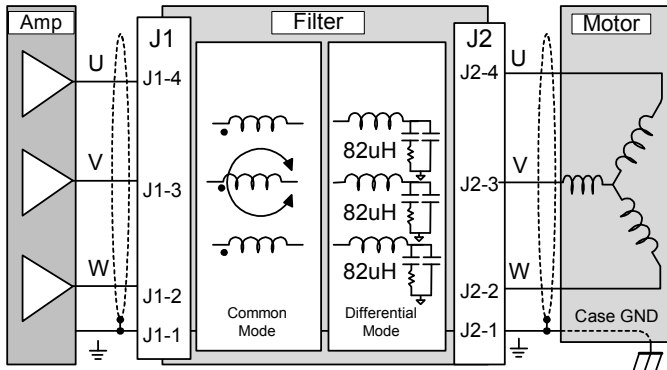 Amp
Filter
Motor
J1
J2
U
J1-4
J2-4
U
82uH
V
J1-3
J2-3
V
82uH
W
J1-2
82uH
J2-2
W
Common
Mode
Differential
Mode
J1-1
J2-1
Case GND